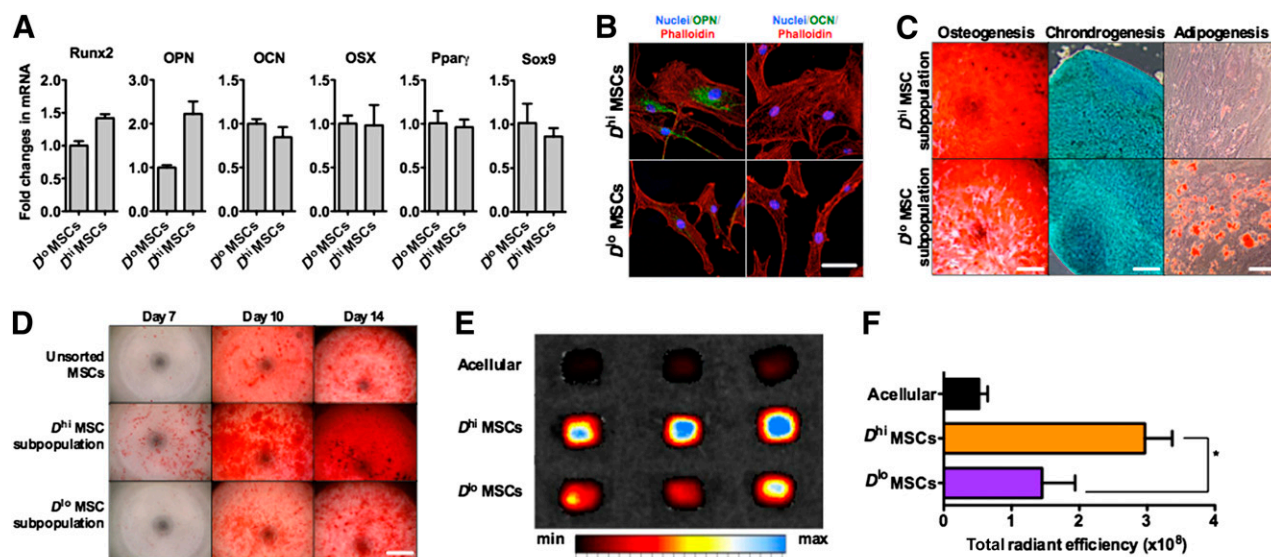 A
Runx2
OPN
OCN
OSX
Pparγ
Sox9
Fold changes in mRNA
2.0
1.5
1.0
0.5
0.0
3.0
2.0
1.0
0.0
1.5
1.0
0.5
0.0
1.5
1.0
0.5
0.0
1.5
1.0
0.5
0.0
1.5
1.0
0.5
0.0
Dlo MSCs
Dhi MSCs
Dlo MSCs
Dhi MSCs
Dlo MSCs
Dhi MSCs
Dlo MSCs
Dhi MSCs
Dlo MSCs
Dhi MSCs
Dlo MSCs
Dhi MSCs
B
Nuclei/OPN/
Phalloidin
Nuclei/OCN/
Phalloidin
Dhi MSCs
Dlo MSCs
C
Osteogenesis
Chrondrogenesis
Adipogenesis
Dhi MSC
subpopulation
Dlo MSC
subpopulation
D
Day 7
Day 10
Day 14
Unsorted
MSCs
Dhi MSC
subpopulation
Dlo MSC
subpopulation
E
Acellular
Dhi MSCs
Dlo MSCs
min
max
F
Acellular
Dhi MSCs
Dlo MSCs
*
0
1
2
3
4
Total radiant efficiency (x10⁸)